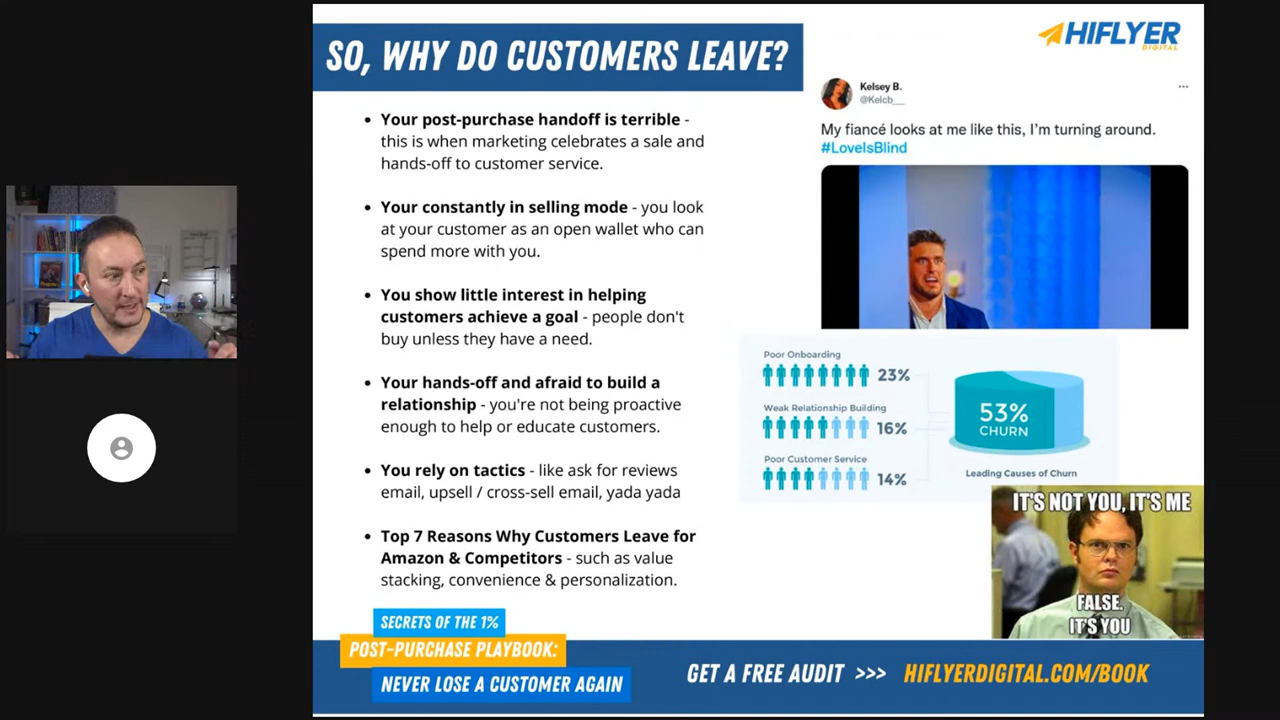 SO, WHY DO CUSTOMERS LEAVE?
HIFLYER
DIGITAL
• Your post-purchase handoff is terrible -
this is when marketing celebrates a sale and
hands-off to customer service.
• Your constantly in selling mode - you look
at your customer as an open wallet who can
spend more with you.
• You show little interest in helping
customers achieve a goal - people don't
buy unless they have a need.
• Your hands-off and afraid to build a
relationship - you're not being proactive
enough to help or educate customers.
• You rely on tactics - like ask for reviews
email, upsell / cross-sell email, yada yada
• Top 7 Reasons Why Customers Leave for
Amazon & Competitors - such as value
stacking, convenience & personalization.
Kelsey B.
@Kelcb__
...
My fiancé looks at me like this, I'm turning around.
#LoveIsBlind
Poor Onboarding
23%
Weak Relationship Building
16%
Poor Customer Service
14%
53%
CHURN
Leading Causes of Churn
IT'S NOT YOU, IT'S ME
FALSE.
IT'S YOU
SECRETS OF THE 1%
POST-PURCHASE PLAYBOOK:
NEVER LOSE A CUSTOMER AGAIN
GET A FREE AUDIT >>> HIFLYERDIGITAL.COM/BOOK